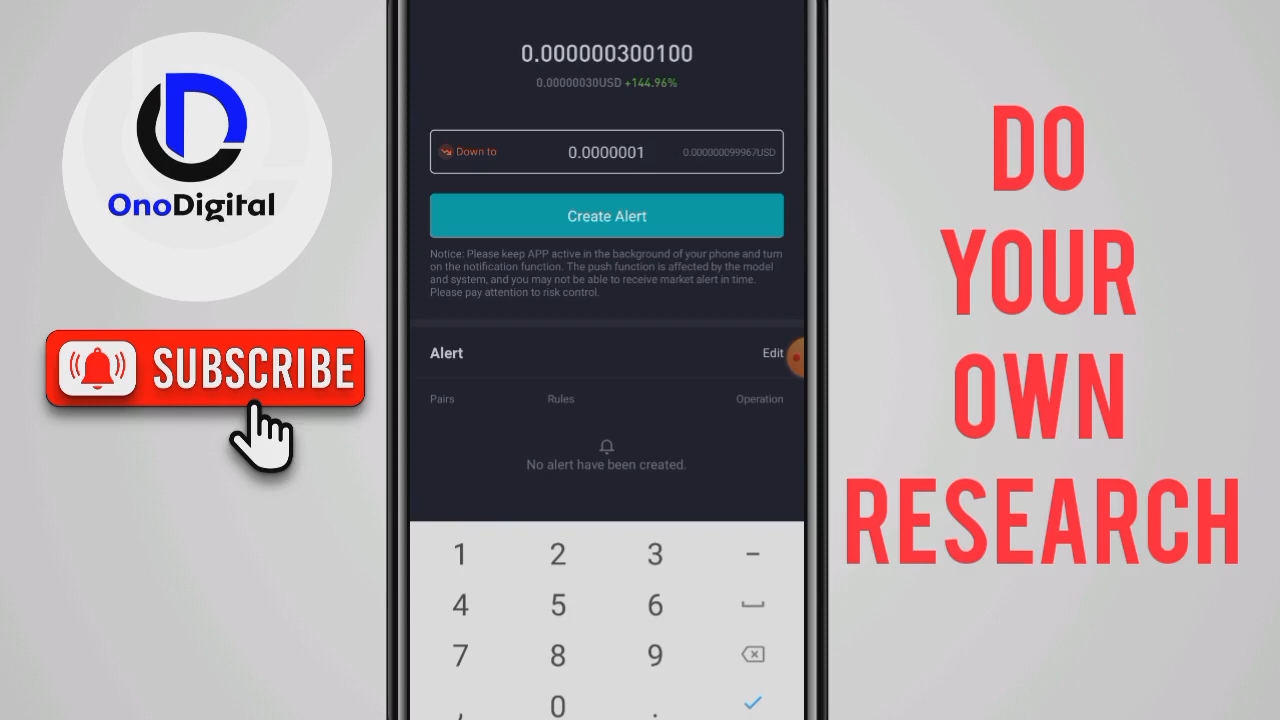 OnoDigital
SUBSCRIBE
0.000000300100
0.00000030USD +144.96%
Down to 0.0000001 0.000000099967USD
Create Alert
Notice: Please keep APP active in the background of your phone and turn
on the notification function. The push function is affected by the model
and system, and you may not be able to receive market alert in time.
Please pay attention to risk control.
Alert Edit
Pairs Rules Operation
No alert have been created.
1 2 3 -
4 5 6
7 8 9
, 0 .
DO
YOUR
OWN
RESEARCH